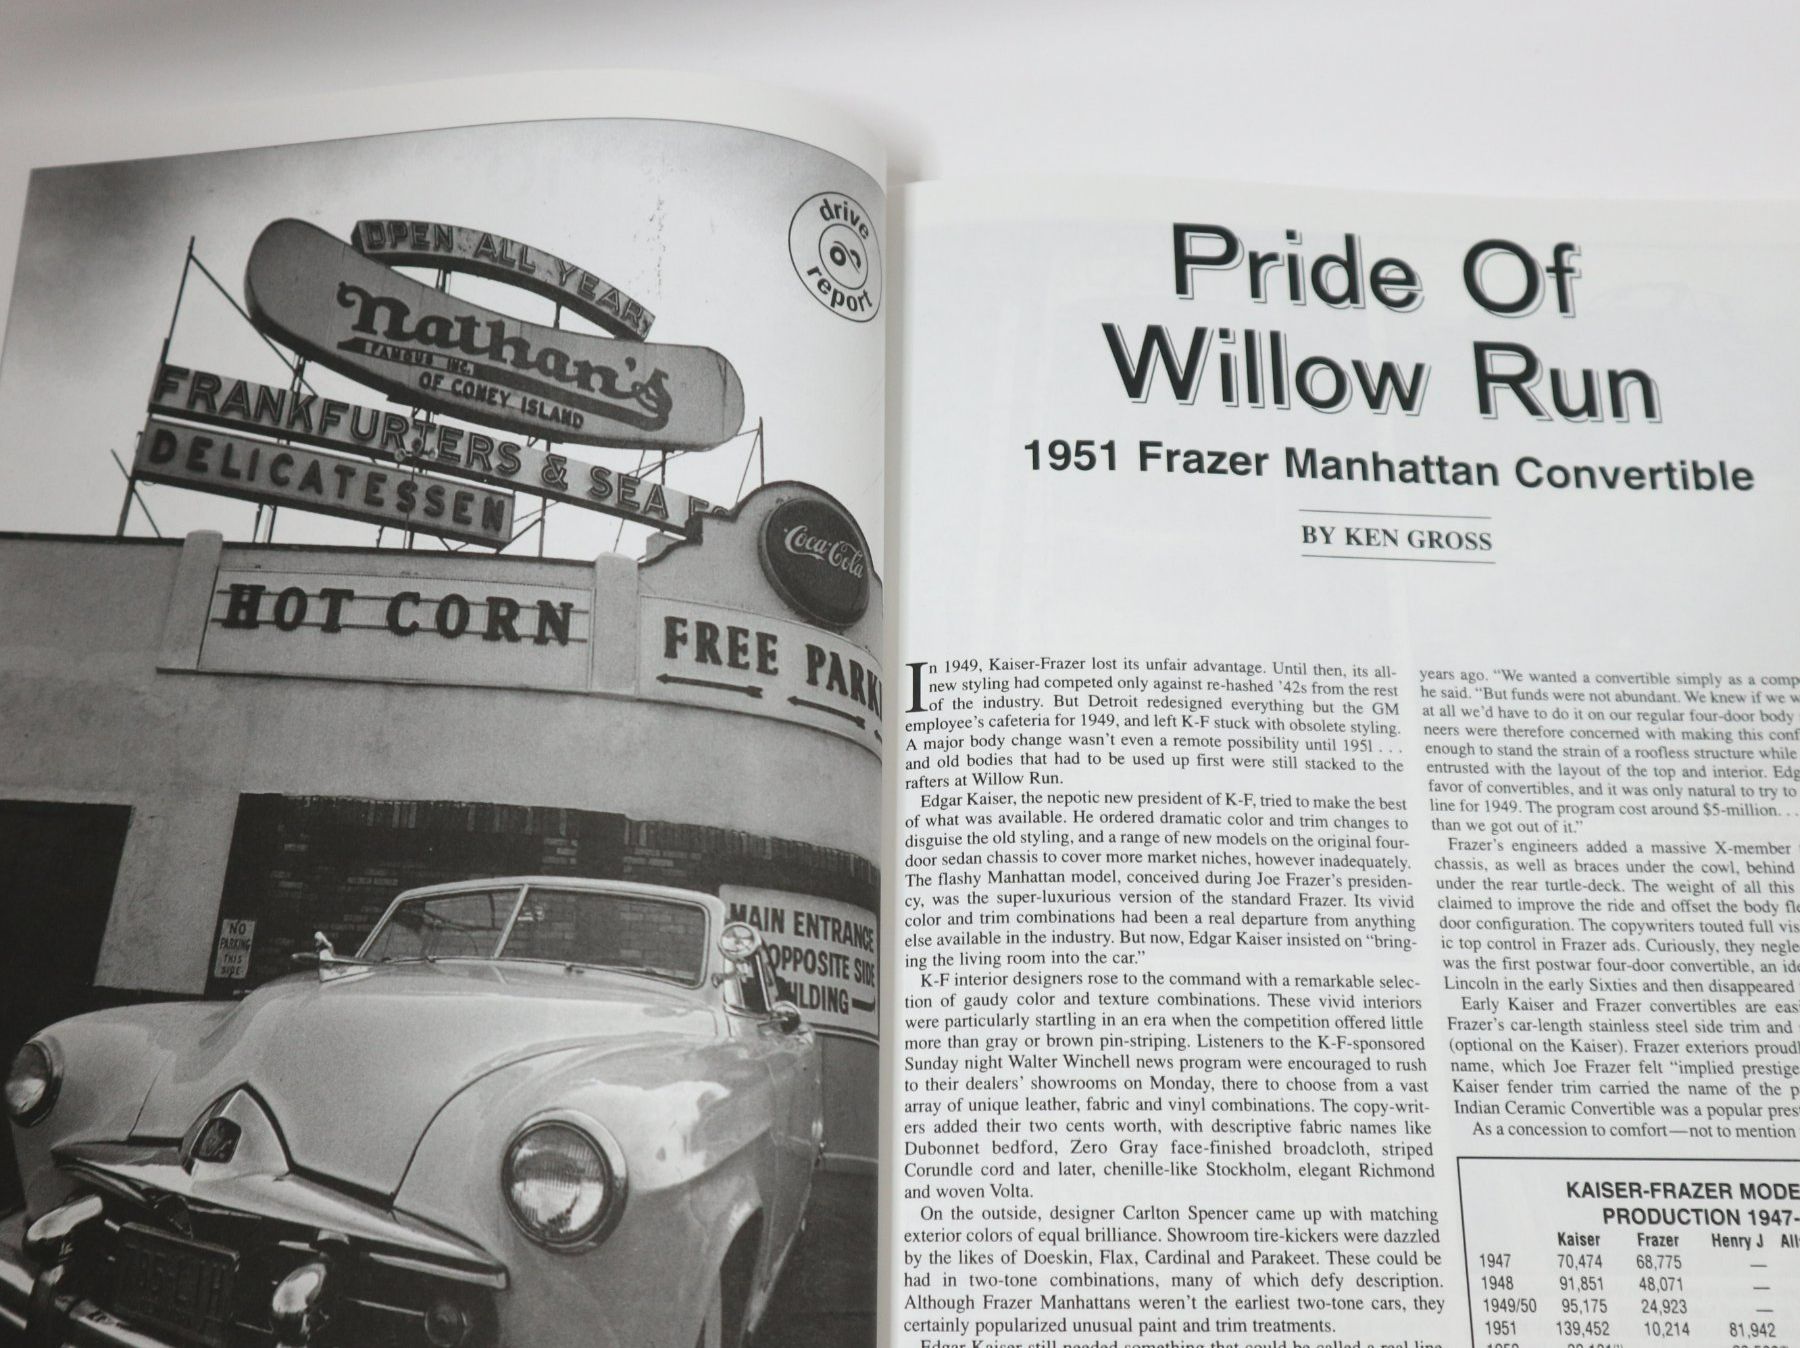 drive
report
OPEN ALL YEAR
Nathan's
FAMOUS INC.
OF CONEY ISLAND
FRANKFURTERS & SEA
DELICATESSEN
Coca-Cola
HOT CORN
FREE
NO
PARKING
THIS
SIDE
MAIN ENTRANCE
OPPOSITE SIDE
Pride Of
Willow Run
1951 Frazer Manhattan Convertible
BY KEN GROSS
In 1949, Kaiser-Frazer lost its unfair advantage. Until then, its all-
new styling had competed only against re-hashed '42s from the rest
of the industry. But Detroit redesigned everything but the GM
employee's cafeteria for 1949, and left K-F stuck with obsolete styling.
A major body change wasn't even a remote possibility until 1951 . . .
and old bodies that had to be used up first were still stacked to the
rafters at Willow Run.
Edgar Kaiser, the nepotic new president of K-F, tried to make the best
of what was available. He ordered dramatic color and trim changes to
disguise the old styling, and a range of new models on the original four-
door sedan chassis to cover more market niches, however inadequately.
The flashy Manhattan model, conceived during Joe Frazer's presiden-
cy, was the super-luxurious version of the standard Frazer. Its vivid
color and trim combinations had been a real departure from anything
else available in the industry. But now, Edgar Kaiser insisted on "bring-
ing the living room into the car."
K-F interior designers rose to the command with a remarkable selec-
tion of gaudy color and texture combinations. These vivid interiors
were particularly startling in an era when the competition offered little
more than gray or brown pin-striping. Listeners to the K-F-sponsored
Sunday night Walter Winchell news program were encouraged to rush
to their dealers' showrooms on Monday, there to choose from a vast
array of unique leather, fabric and vinyl combinations. The copy-writ-
ers added their two cents worth, with descriptive fabric names like
Dubonnet bedford, Zero Gray face-finished broadcloth, striped
Corundle cord and later, chenille-like Stockholm, elegant Richmond
and woven Volta.
On the outside, designer Carlton Spencer came up with matching
exterior colors of equal brilliance. Showroom tire-kickers were dazzled
by the likes of Doeskin, Flax, Cardinal and Parakeet. These could be
had in two-tone combinations, many of which defy description.
Although Frazer Manhattans weren't the earliest two-tone cars, they
certainly popularized unusual paint and trim treatments.
Edgar Kaiser still needed something that could be called a real line
years ago. "We wanted a convertible simply as a
he said. "But funds were not abundant. We knew if we
at all we'd have to do it on our regular four-door body
neers were therefore concerned with making this
enough to stand the strain of a roofless structure while
entrusted with the layout of the top and interior.
favor of convertibles, and it was only natural to try to
line for 1949. The program cost around $5-million. . .
than we got out of it."
Frazer's engineers added a massive X-member
chassis, as well as braces under the cowl, behind
under the rear turtle-deck. The weight of all this
claimed to improve the ride and offset the body
door configuration. The copywriters touted full
ic top control in Frazer ads. Curiously, they
was the first postwar four-door convertible, an
Lincoln in the early Sixties and then disappeared
Early Kaiser and Frazer convertibles are
Frazer's car-length stainless steel side trim and
(optional on the Kaiser). Frazer exteriors
name, which Joe Frazer felt "implied prestige
Kaiser fender trim carried the name of the
Indian Ceramic Convertible was a popular
As a concession to comfort—not to mention
KAISER-FRAZER
PRODUCTION 1947-
Kaiser Frazer Henry J
1947 70,474 68,775 —
1948 91,851 48,071 —
1949/50 95,175 24,923 —
1951 139,452 10,214 81,942